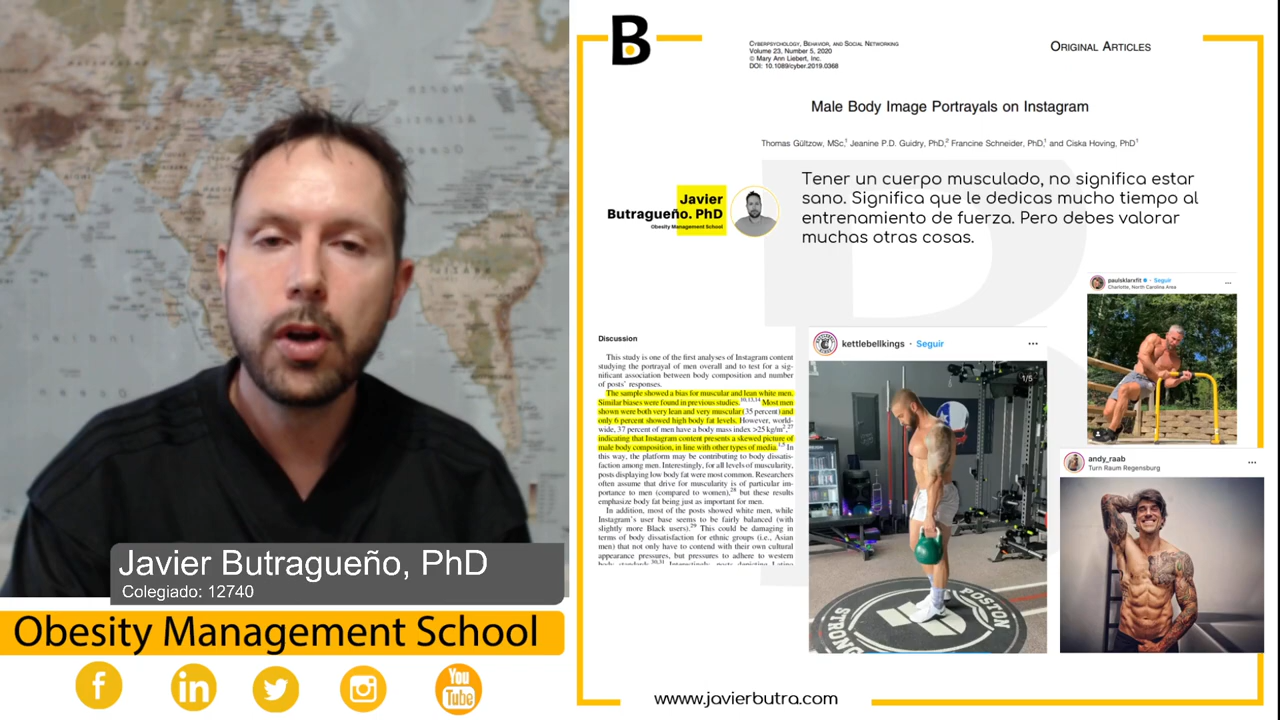 Javier Butragueño, PhD
Colegiado: 12740
Obesity Management School
You
Tube
B
CYBERPSYCHOLOGY, BEHAVIOR, AND SOCIAL NETWORKING
Volume 23, Number 5, 2020
© Mary Ann Liebert, Inc.
DOI: 10.1089/cyber.2019.0368
ORIGINAL ARTICLES
Male Body Image Portrayals on Instagram
Thomas Gültzow, MSc,1 Jeanine P.D. Guidry, PhD,2 Francine Schneider, PhD,1 and Ciska Hoving, PhD1
Javier
Butragueño. PhD
Obesity Management School
Tener un cuerpo musculado, no significa estar
sano. Significa que le dedicas mucho tiempo al
entrenamiento de fuerza. Pero debes valorar
muchas otras cosas.
Discussion
This study is one of the first analyses of Instagram content
studying the portrayal of men overall and to test for a sig-
nificant association between body composition and number
of posts' responses.
The sample showed a bias for muscular and lean white men.
Similar biases were found in previous studies.10,13,14 Most men
shown were both very lean and very muscular (35 percent) and
only 6 percent showed high body fat levels. However, world-
wide, 37 percent of men have a body mass index >25 kg/m2,27
indicating that Instagram content presents a skewed picture of
male body composition, in line with other types of media.1,5 In
this way, the platform may be contributing to body dissatis-
faction among men. Interestingly, for all levels of muscularity,
posts displaying low body fat were most common. Researchers
often assume that drive for muscularity is of particular im-
portance to men (compared to women),28 but these results
emphasize body fat being just as important for men.
In addition, most of the posts showed white men, while
Instagram's user base seems to be fairly balanced (with
slightly more Black users).29 This could be damaging in
terms of body dissatisfaction for ethnic groups (i.e., Asian
men) that not only have to contend with their own cultural
appearance pressures, but pressures to adhere to western
kettlebellkings · Seguir
1/5
paulsklarxfit · Seguir
Charlotte, North Carolina Area
andy_raab
Turn Raum Regensburg
www.javierbutra.com